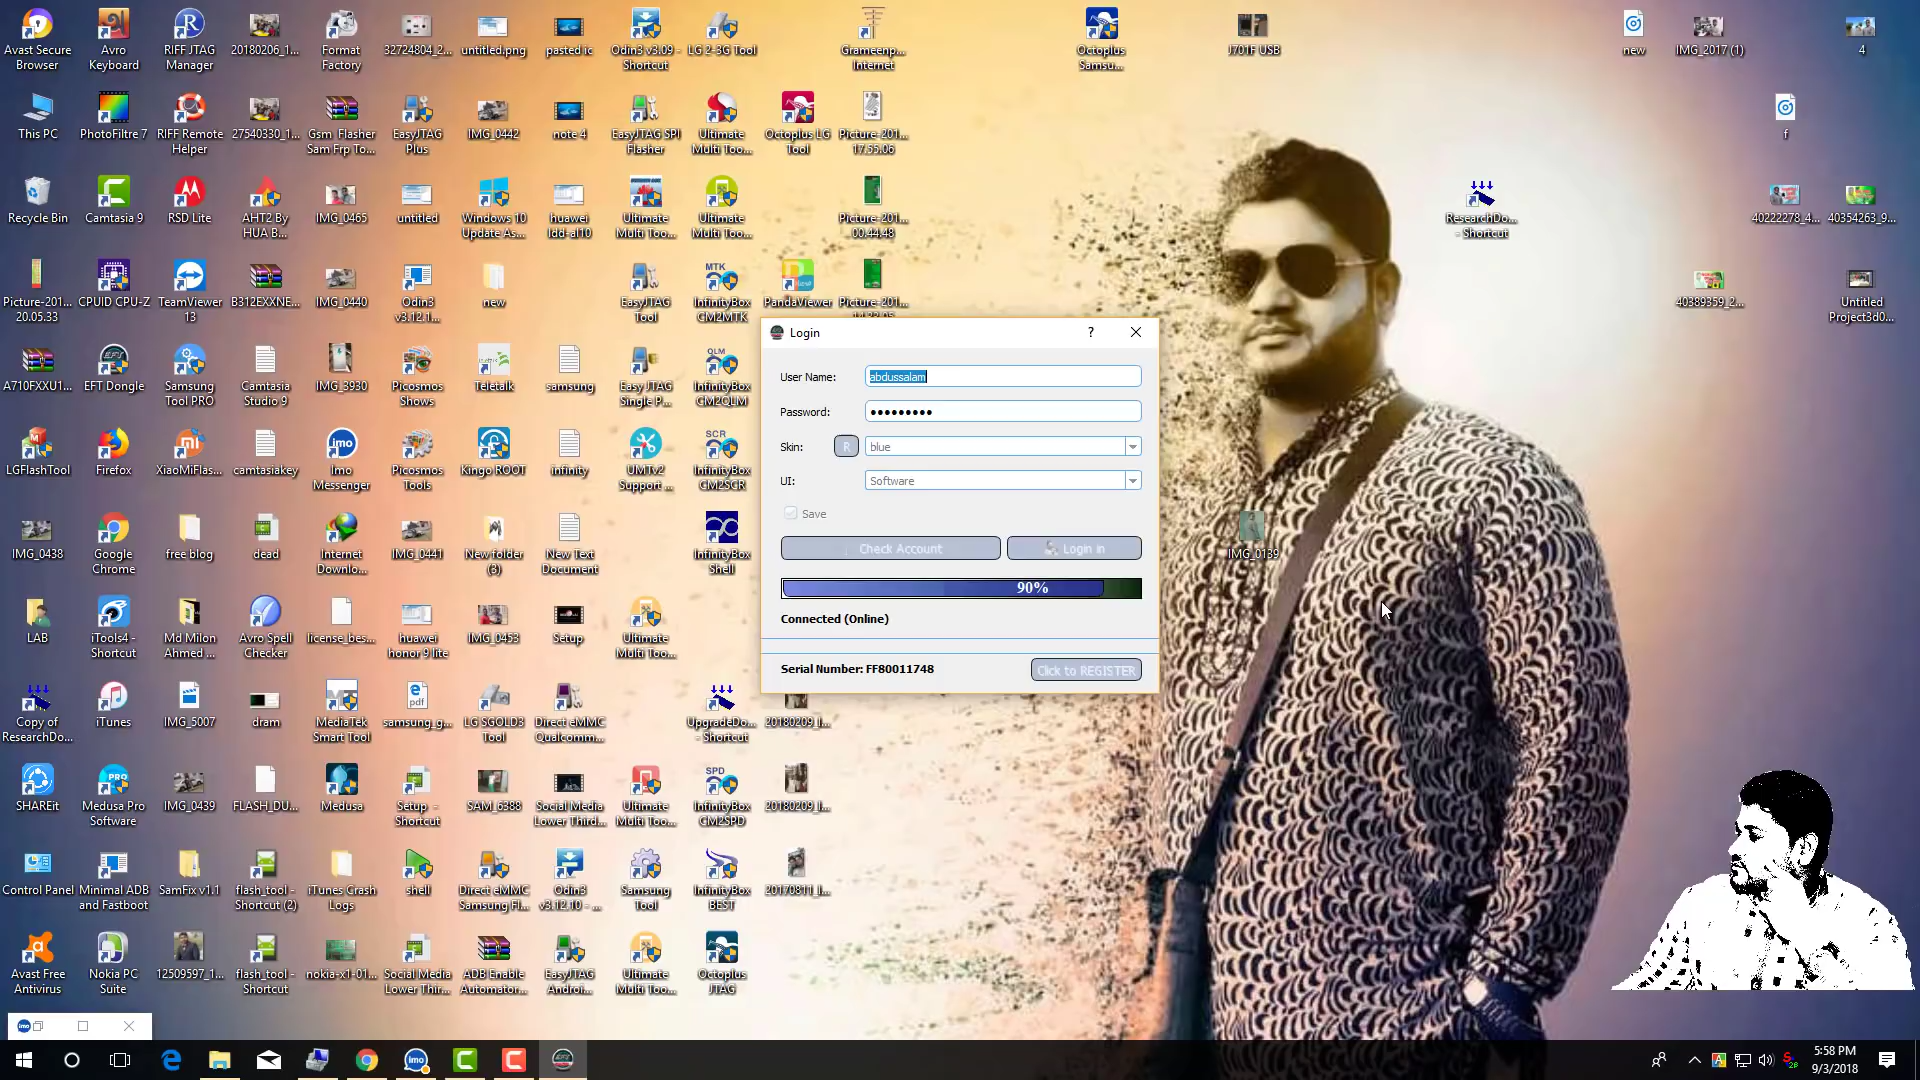 Avast Secure
Browser
Avro
Keyboard
RIFF JTAG
Manager
20180206_1...
Format
Factory
32724804_2...
untitled.png
pasted ic
Odin3 v3.09 -
Shortcut
LG 2-3G Tool
Grameenp...
Internet
Octoplus
Samsu...
J701F USB
new
IMG_2017 (1)
4
This PC
PhotoFiltre 7
RIFF Remote
Helper
27540330_1...
Gsm Flasher
Sam Frp To...
EasyJTAG
Plus
IMG_0442
note 4
EasyJTAG SPI
Flasher
Ultimate
Multi Too...
Octoplus LG
Tool
Picture-201...
17.55.06
f
Recycle Bin
Camtasia 9
RSD Lite
AHT2 By
HUA B...
IMG_0465
untitled
Windows 10
Update As...
huawei
ldd-al10
Ultimate
Multi Too...
Ultimate
Multi Too...
Picture-201...
00.44.48
ResearchDo...
- Shortcut
40222278_4...
40354263_9...
Picture-201...
20.05.33
CPUID CPU-Z
TeamViewer
13
B312EXXNE...
IMG_0440
Odin3
v3.12.1...
new
EasyJTAG
Tool
MTK
InfinityBox
CM2MTK
PandaViewer
Picture-201...
40389359_2...
Untitled
Project3d0...
Login
?
User Name:
abdussalam
Password:
•••••••••
Skin:
R
blue
UI:
Software
Save
Check Account
Login in
90%
Connected (Online)
Serial Number: FF80011748
Click to REGISTER
A710FXXU1...
EFT Dongle
Samsung
Tool PRO
Camtasia
Studio 9
IMG_3930
Picosmos
Shows
Teletalk
samsung
Easy JTAG
Single P...
QLM
InfinityBox
CM2QLM
LGFlashTool
Firefox
XiaoMiFlas...
camtasiakey
Imo
Messenger
Picosmos
Tools
Kingo ROOT
infinity
UMTv2
Support ...
SCR
InfinityBox
CM2SCR
IMG_0438
Google
Chrome
free blog
dead
Internet
Downlo...
IMG_0441
New folder
(3)
New Text
Document
InfinityBox
Shell
IMG_0139
LAB
iTools4 -
Shortcut
Md Milon
Ahmed ...
Avro Spell
Checker
license_bes...
huawei
honor 9 lite
IMG_0453
Setup
Ultimate
Multi Too...
Copy of
ResearchDo...
iTunes
IMG_5007
dram
MediaTek
Smart Tool
samsung_g...
LG SGOLD3
Tool
Direct eMMC
Qualcomm...
UpgradeDo...
- Shortcut
20180209_I...
SHAREit
Medusa Pro
Software
IMG_0439
FLASH_DU...
Medusa
Setup -
Shortcut
SAM_6388
Social Media
Lower Third...
Ultimate
Multi Too...
SPD
InfinityBox
CM2SPD
20180209_I...
Control Panel
Minimal ADB
and Fastboot
SamFix v1.1
flash_tool -
Shortcut (2)
iTunes Crash
Logs
shell
Direct eMMC
Samsung Fl...
Odin3
v3.12.10 - ...
Samsung
Tool
InfinityBox
BEST
20170811_I...
Avast Free
Antivirus
Nokia PC
Suite
12509597_1...
flash_tool -
Shortcut
nokia-x1-01...
Social Media
Lower Thir...
ADB Enable
Automator...
EasyJTAG
Androi...
Ultimate
Multi Too...
Octoplus
JTAG
5:58 PM
9/3/2018